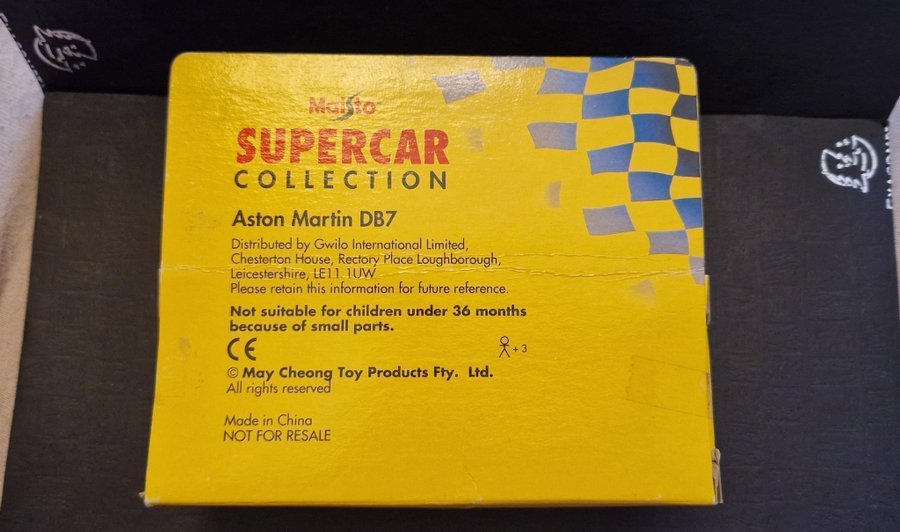 Maisto
SUPERCAR
COLLECTION
Aston Martin DB7
Distributed by Gwilo International Limited,
Chesterton House, Rectory Place Loughborough,
Leicestershire, LE11 1UW
Please retain this information for future reference.
Not suitable for children under 36 months
because of small parts.
CE
+ 3
© May Cheong Toy Products Fty. Ltd.
All rights reserved
Made in China
NOT FOR RESALE